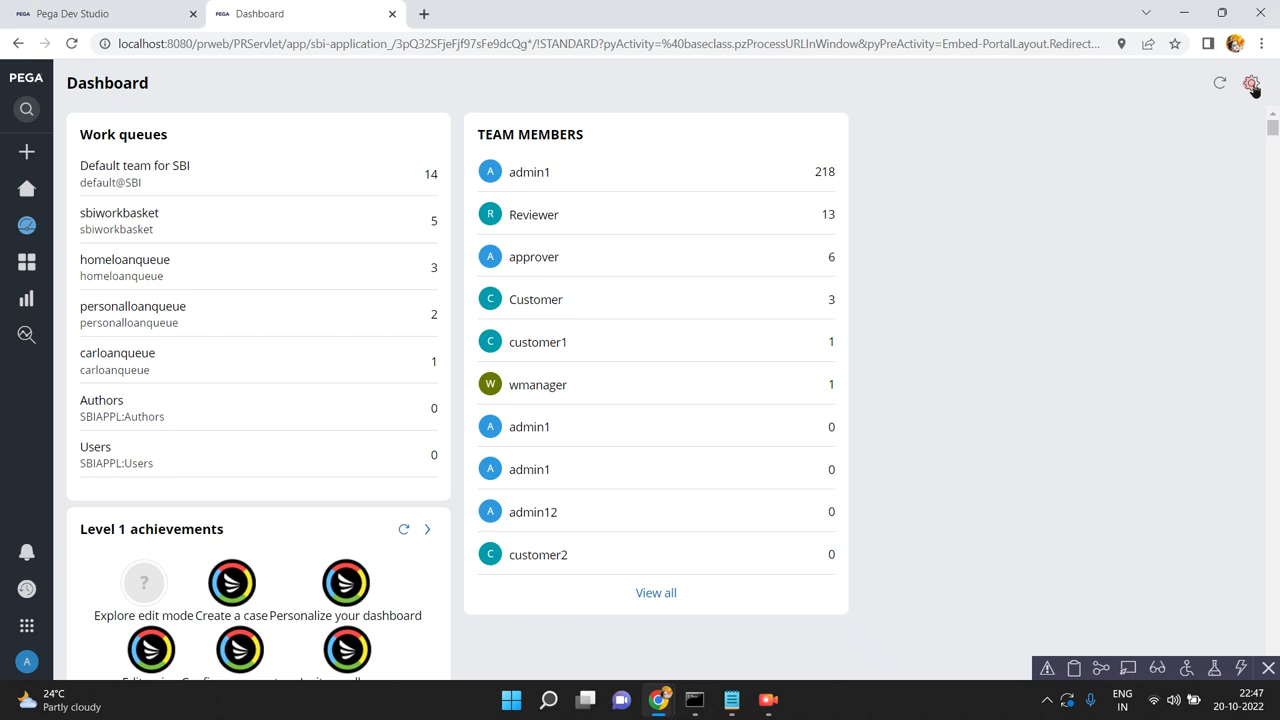 PEGA Pega Dev Studio
PEGA Dashboard
localhost:8080/prweb/PRServlet/app/sbi-application_/3pQ32SFjeFjf97sFe9dcQg*/!STANDARD?pyActivity=%40baseclass.pzProcessURLInWindow&pyPreActivity=Embed-PortalLayout.Redirect...
PEGA
Dashboard
Work queues
Default team for SBI
default@SBI
14
sbiworkbasket
sbiworkbasket
5
homeloanqueue
homeloanqueue
3
personalloanqueue
personalloanqueue
2
carloanqueue
carloanqueue
1
Authors
SBIAPPL:Authors
0
Users
SBIAPPL:Users
0
TEAM MEMBERS
A admin1 218
R Reviewer 13
A approver 6
C Customer 3
C customer1 1
W wmanager 1
A admin1 0
A admin1 0
A admin12 0
C customer2 0
View all
Level 1 achievements
?
Explore edit mode Create a case Personalize your dashboard
A
24°C
Partly cloudy
ENG
IN
22:47
20-10-2022